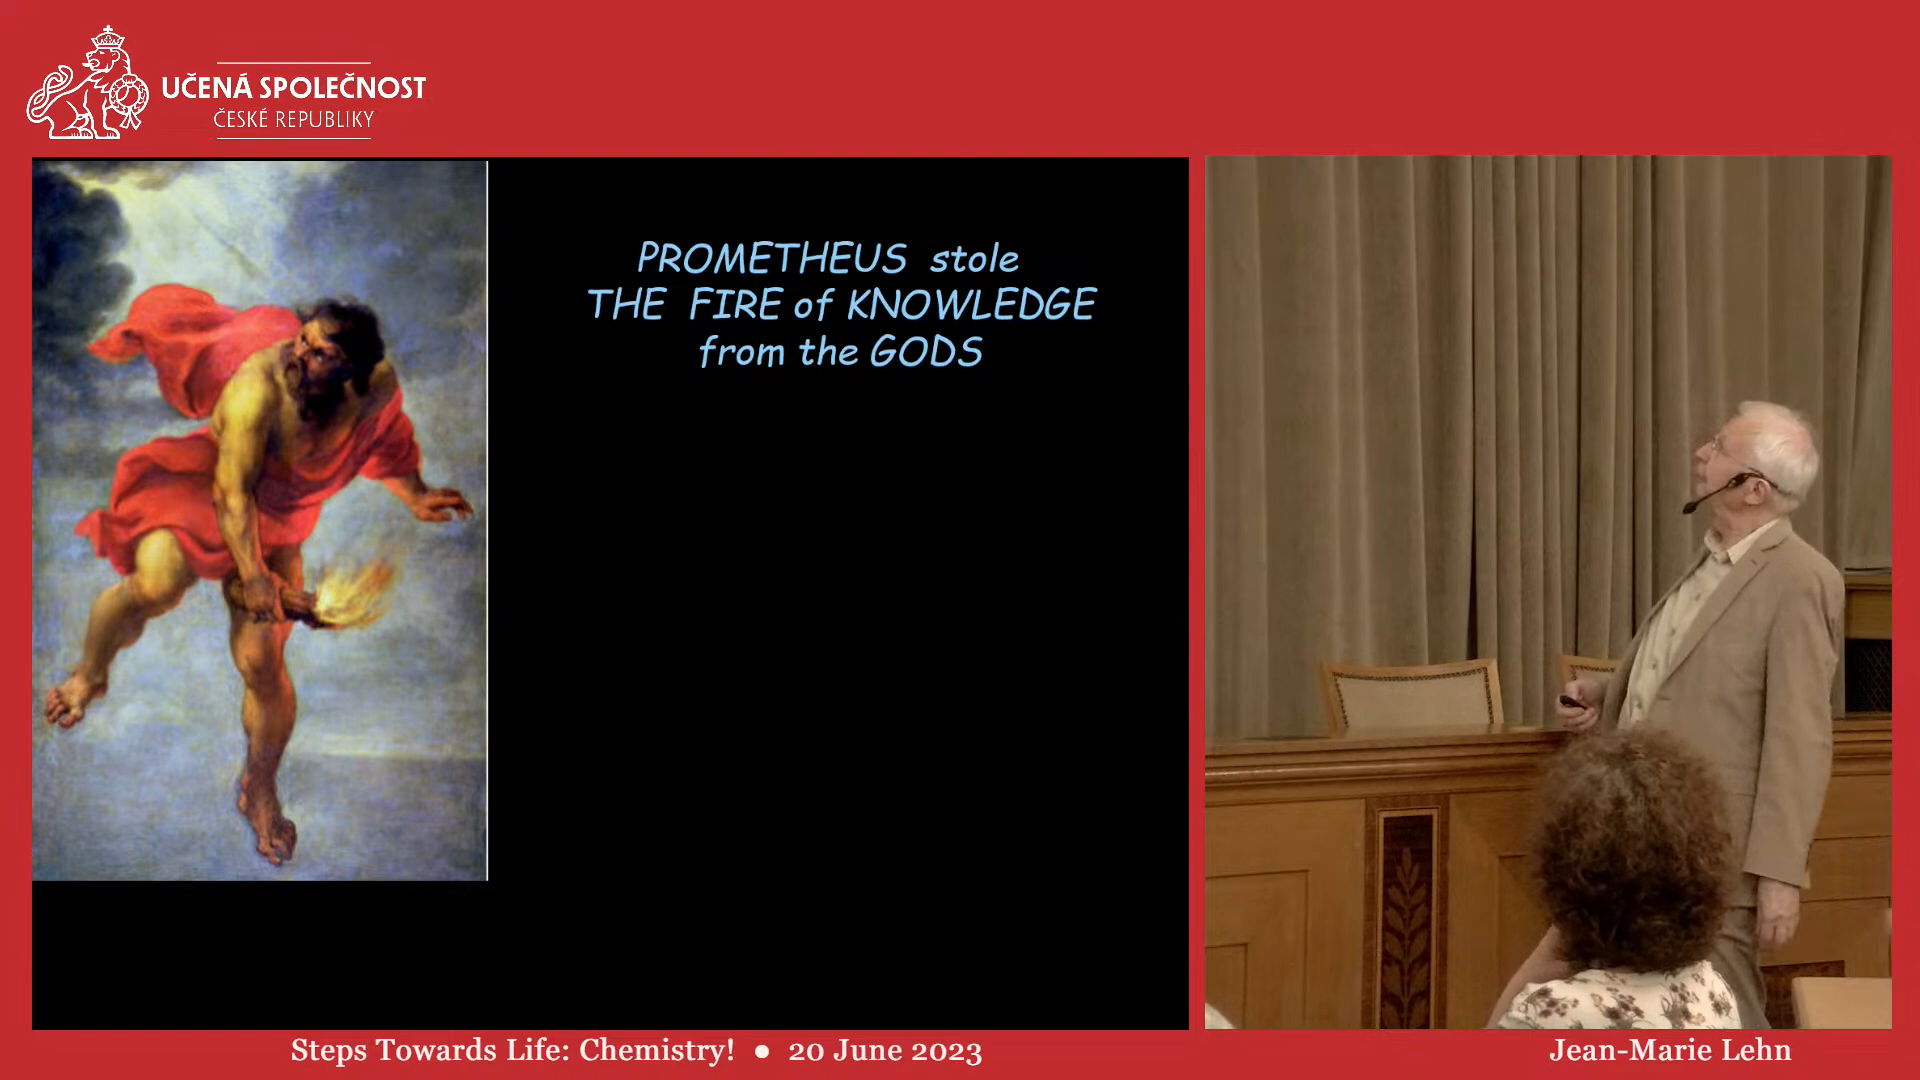 UČENÁ SPOLEČNOST
ČESKÉ REPUBLIKY
PROMETHEUS stole
THE FIRE of KNOWLEDGE
from the GODS
Steps Towards Life: Chemistry! ● 20 June 2023
Jean-Marie Lehn